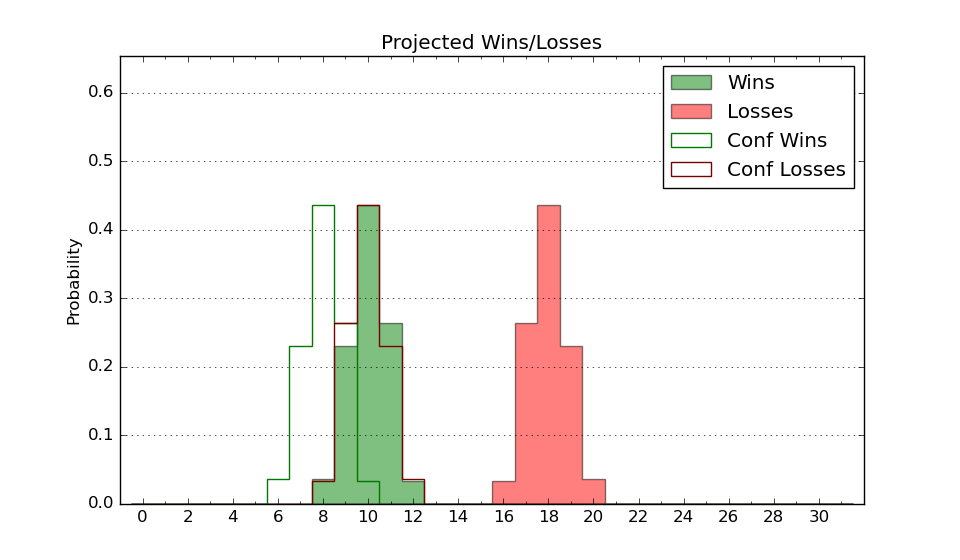 Projected Wins/Losses
Wins
Losses
Conf Wins
Conf Losses
Probability
0.6
0.5
0.4
0.3
0.2
0.1
0.0
0 2 4 6 8 10 12 14 16 18 20 22 24 26 28 30